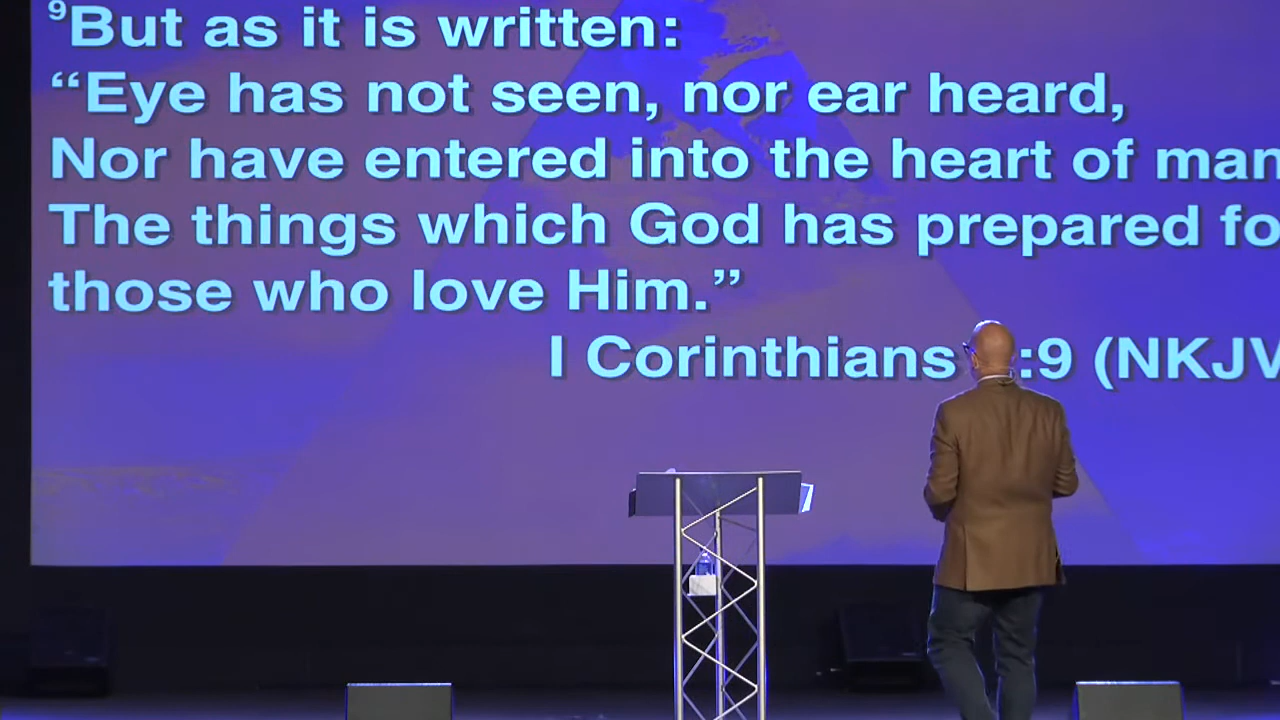 ⁹But as it is written:
“Eye has not seen, nor ear heard,
Nor have entered into the heart of man
The things which God has prepared fo
those who love Him.”
I Corinthians :9 (NKJV